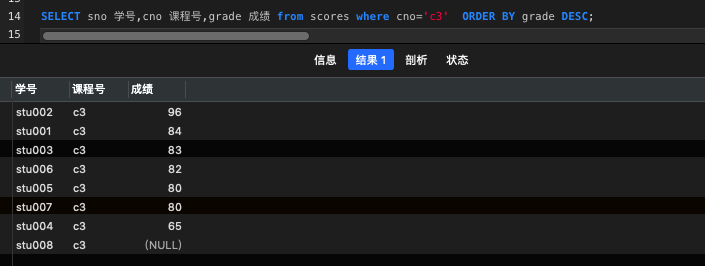 14 SELECT sno 学号,cno 课程号,grade 成绩 from scores where cno='c3'  ORDER BY grade DESC;
15
信息 结果 1 剖析 状态
学号 课程号 成绩
stu002 c3 96
stu001 c3 84
stu003 c3 83
stu006 c3 82
stu005 c3 80
stu007 c3 80
stu004 c3 65
stu008 c3 (NULL)